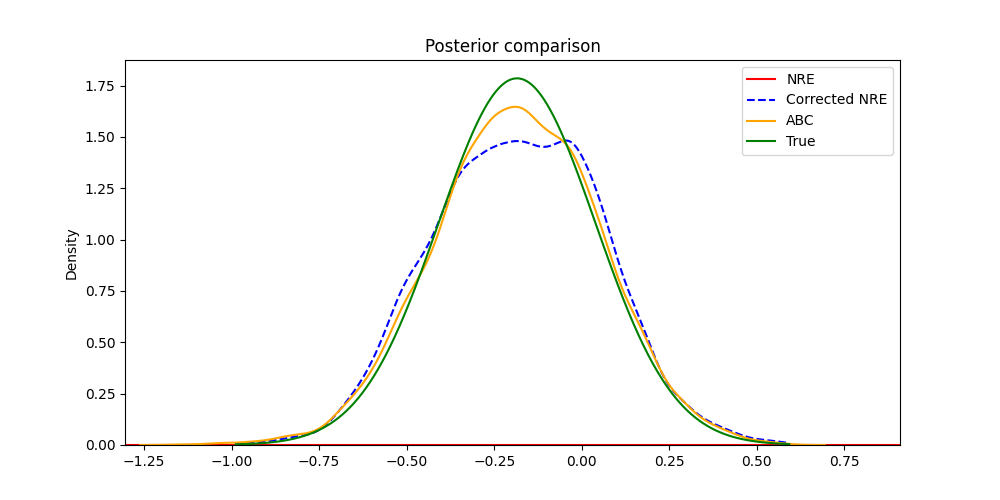 Posterior comparison
NRE
Corrected NRE
ABC
True
Density
1.75
1.50
1.25
1.00
0.75
0.50
0.25
0.00
−1.25 −1.00 −0.75 −0.50 −0.25 0.00 0.25 0.50 0.75